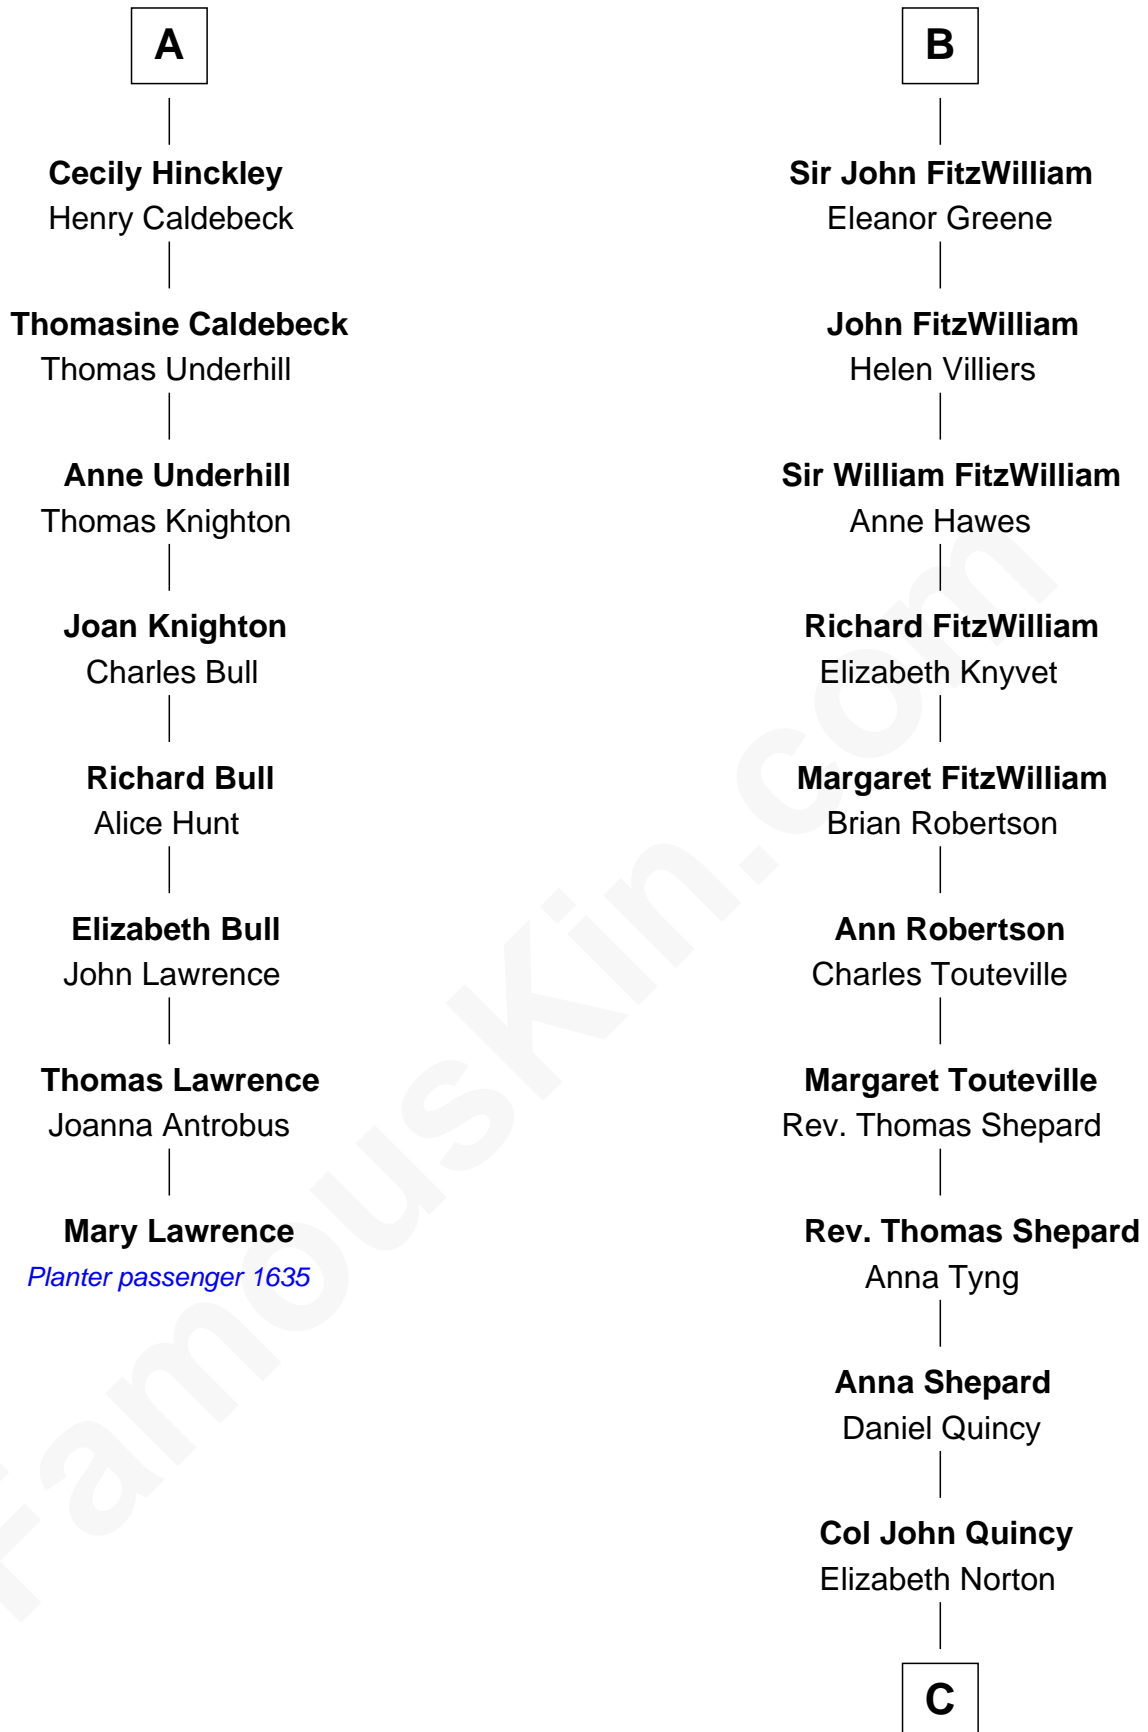 A
Cecily Hinckley
Henry Caldebeck
Thomasine Caldebeck
Thomas Underhill
Anne Underhill
Thomas Knighton
Joan Knighton
Charles Bull
Richard Bull
Alice Hunt
Elizabeth Bull
John Lawrence
Thomas Lawrence
Joanna Antrobus
Mary Lawrence
Planter passenger 1635
B
Sir John FitzWilliam
Eleanor Greene
John FitzWilliam
Helen Villiers
Sir William FitzWilliam
Anne Hawes
Richard FitzWilliam
Elizabeth Knyvet
Margaret FitzWilliam
Brian Robertson
Ann Robertson
Charles Touteville
Margaret Touteville
Rev. Thomas Shepard
Rev. Thomas Shepard
Anna Tyng
Anna Shepard
Daniel Quincy
Col John Quincy
Elizabeth Norton
C
FamousKin.com